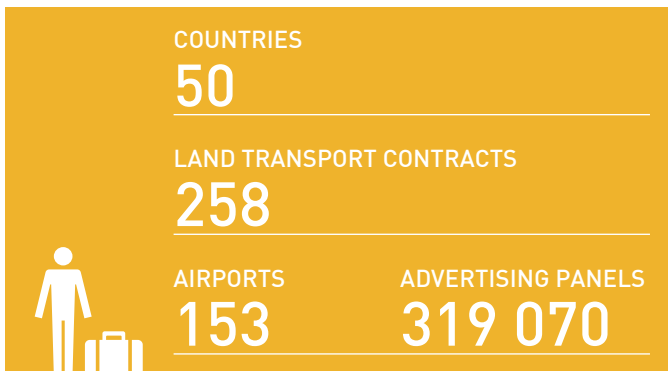 COUNTRIES
50
LAND TRANSPORT CONTRACTS
258
AIRPORTS
153
ADVERTISING PANELS
319 070